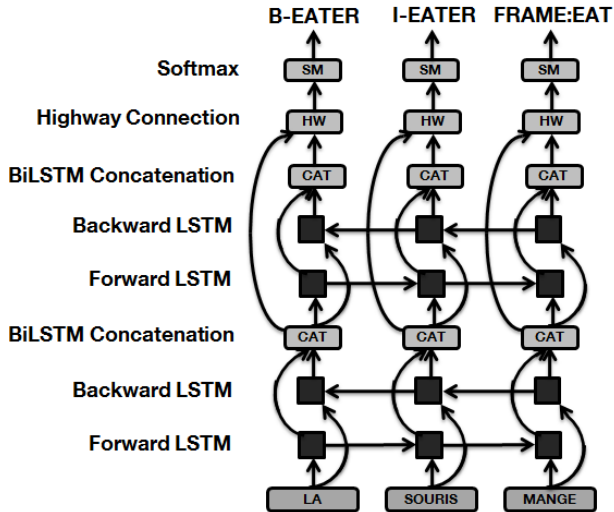 B-EATER I-EATER FRAME:EAT
Softmax SM SM SM
Highway Connection HW HW HW
BiLSTM Concatenation CAT CAT CAT
Backward LSTM
Forward LSTM
BiLSTM Concatenation CAT CAT CAT
Backward LSTM
Forward LSTM
LA SOURIS MANGE